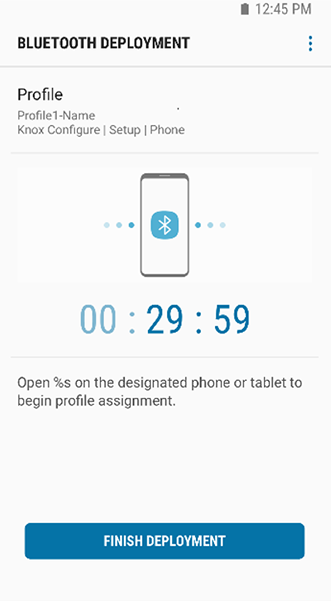 12:45 PM
BLUETOOTH DEPLOYMENT
Profile
Profile1-Name
Knox Configure | Setup | Phone
00 : 29 : 59
Open %s on the designated phone or tablet to
begin profile assignment.
FINISH DEPLOYMENT